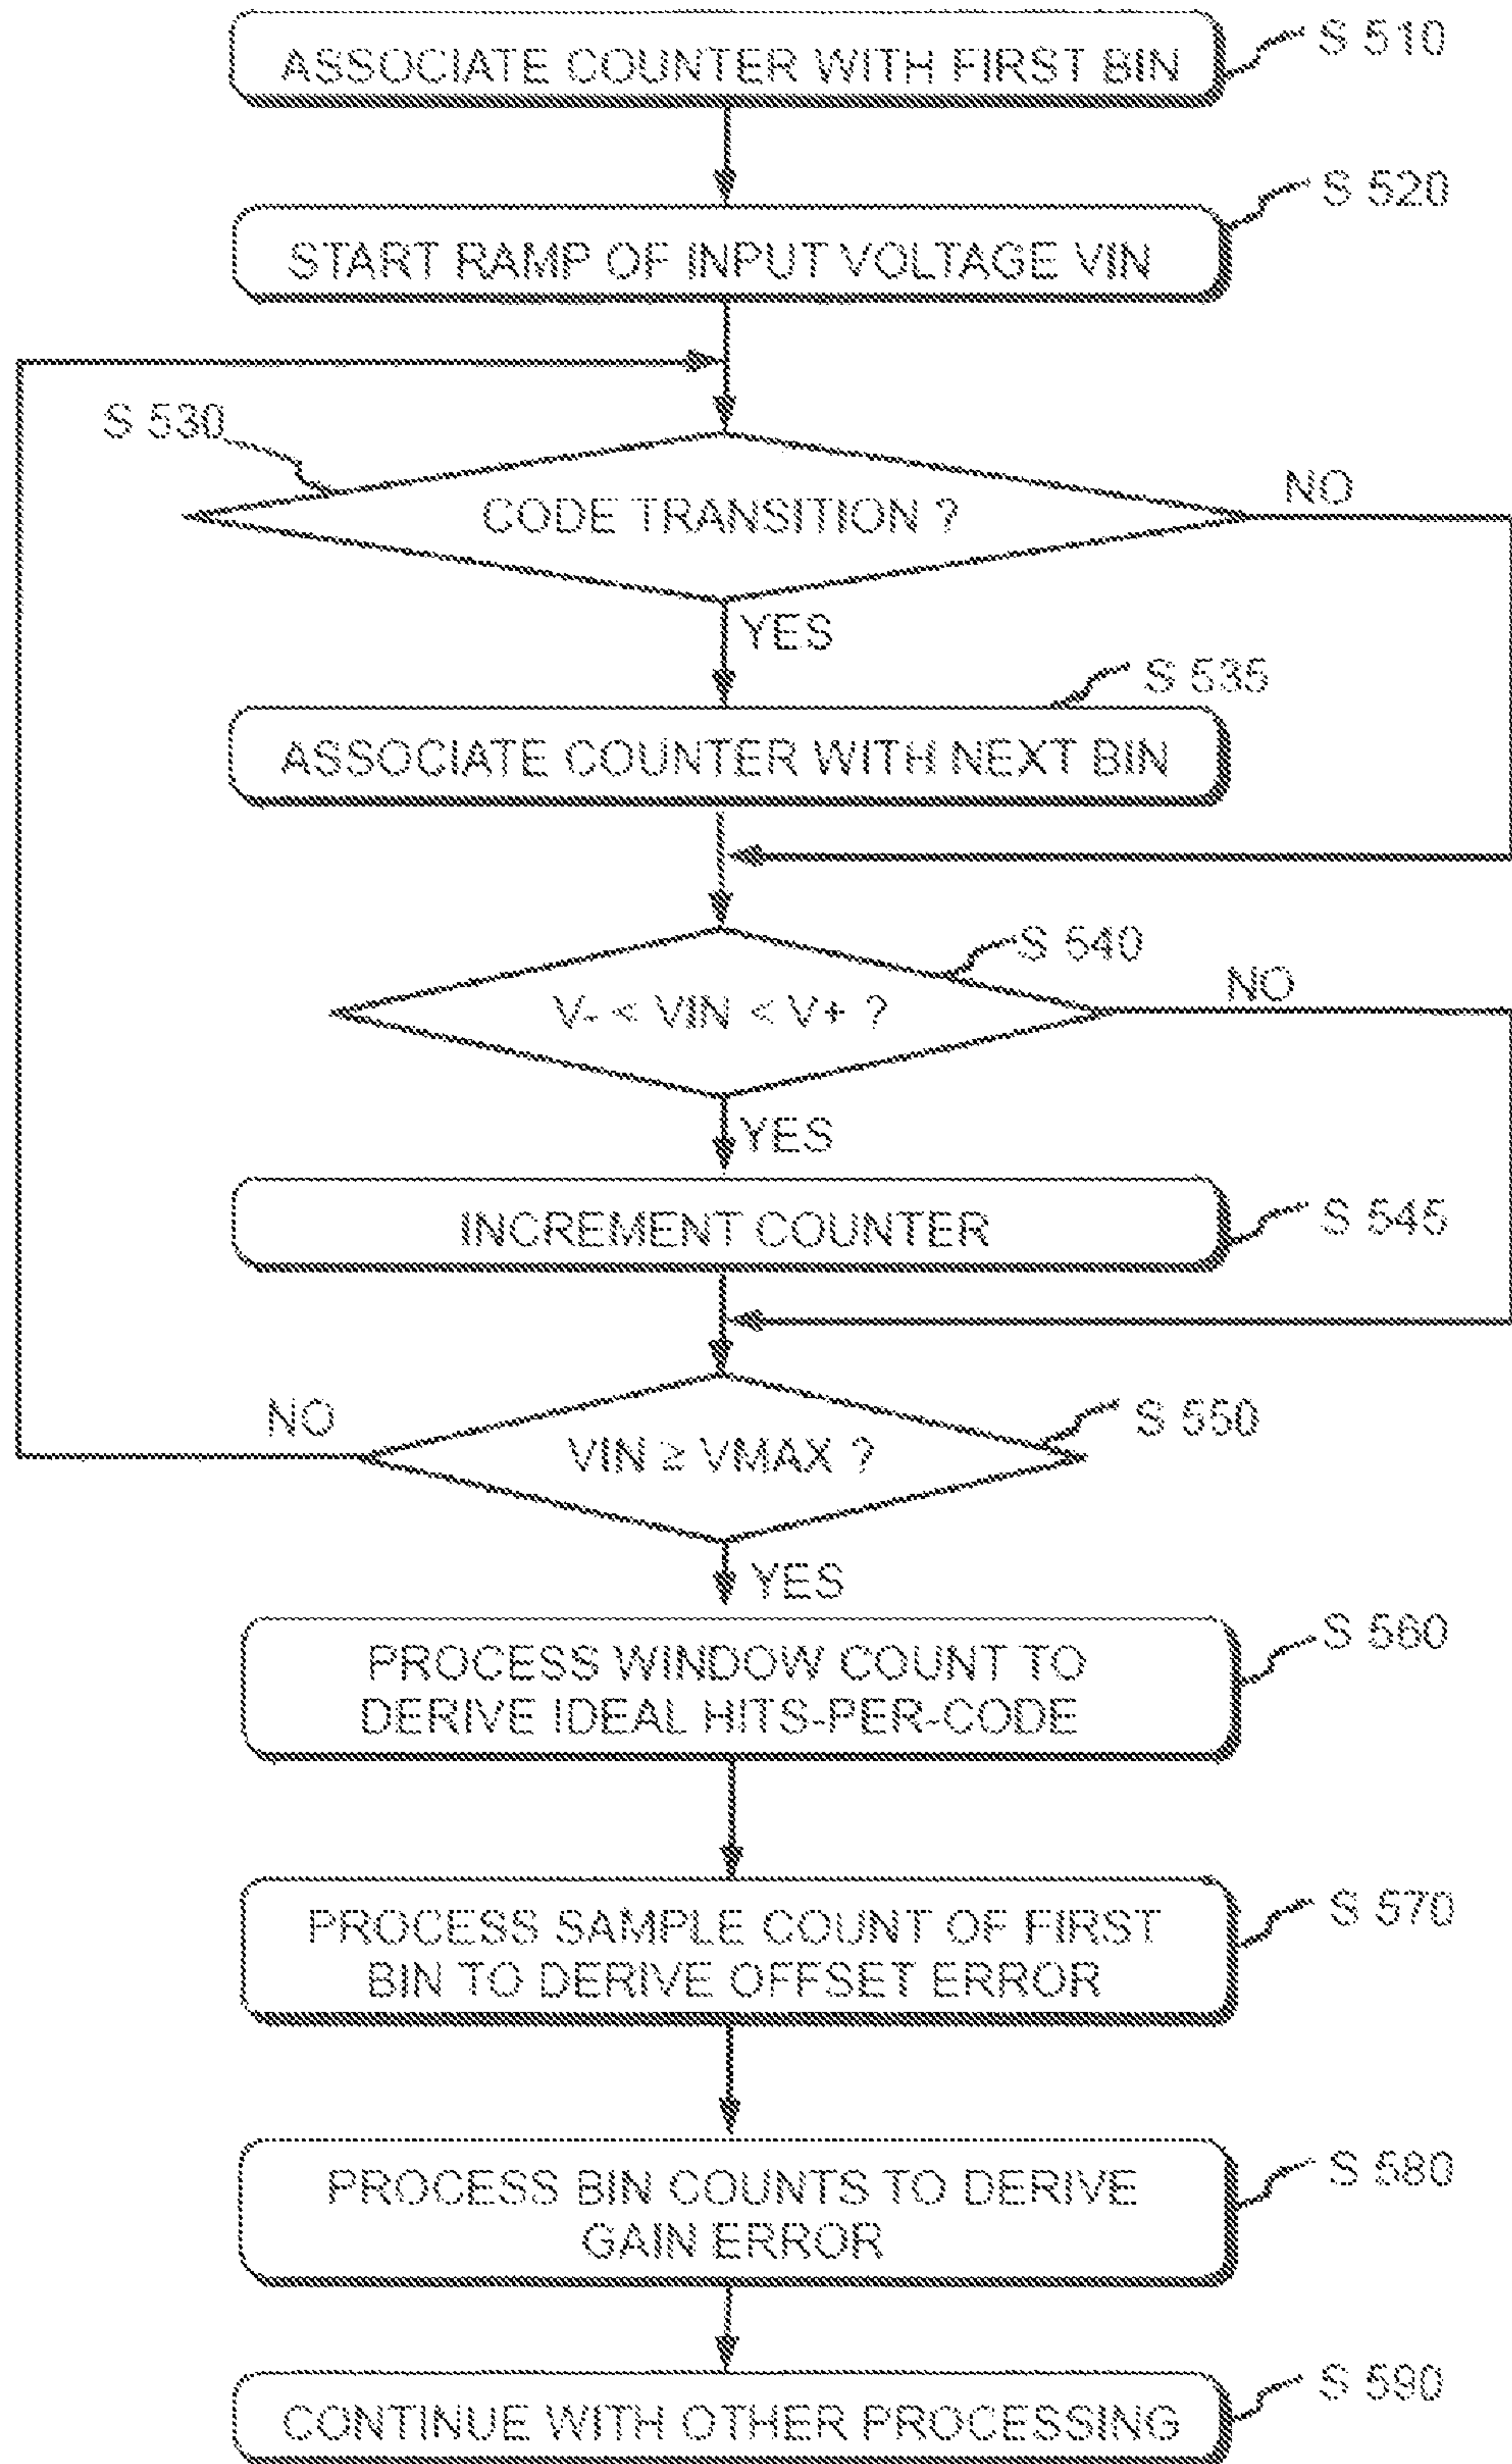 ASSOCIATE COUNTER WITH FIRST BIN
S 510
START RAMP OF INPUT VOLTAGE VIN
S 520
S 530
CODE TRANSITION ?
NO
YES
S 535
ASSOCIATE COUNTER WITH NEXT BIN
S 540
V- < VIN < V+ ?
NO
YES
INCREMENT COUNTER
S 545
NO
VIN ≥ VMAX ?
S 550
YES
PROCESS WINDOW COUNT TO
DERIVE IDEAL HITS-PER-CODE
S 560
PROCESS SAMPLE COUNT OF FIRST
BIN TO DERIVE OFFSET ERROR
S 570
PROCESS BIN COUNTS TO DERIVE
GAIN ERROR
S 580
CONTINUE WITH OTHER PROCESSING
S 590